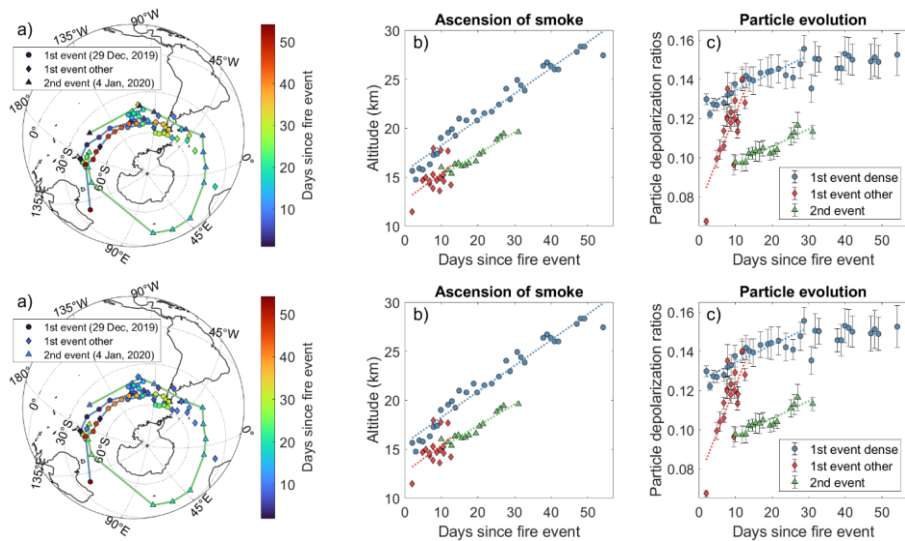 a)
90°W
135°W
45°W
180°W
0°E
0°
30°S
60°S
135°E
90°E
45°E
1st event (29 Dec, 2019)
1st event other
2nd event (4 Jan, 2020)
50
40
30
20
10
Days since fire event
Ascension of smoke
b)
30
25
20
15
10
Altitude (km)
0 10 20 30 40 50
Days since fire event
Particle evolution
c)
0.16
0.14
0.12
0.10
0.08
Particle depolarization ratios
1st event dense
1st event other
2nd event
0 10 20 30 40 50
Days since fire event
a)
90°W
135°W
45°W
180°W
0°E
0°
30°S
60°S
135°E
90°E
45°E
1st event (29 Dec, 2019)
1st event other
2nd event (4 Jan, 2020)
50
40
30
20
10
Days since fire event
Ascension of smoke
b)
30
25
20
15
10
Altitude (km)
0 10 20 30 40 50
Days since fire event
Particle evolution
c)
0.16
0.14
0.12
0.10
0.08
Particle depolarization ratios
1st event dense
1st event other
2nd event
0 10 20 30 40 50
Days since fire event